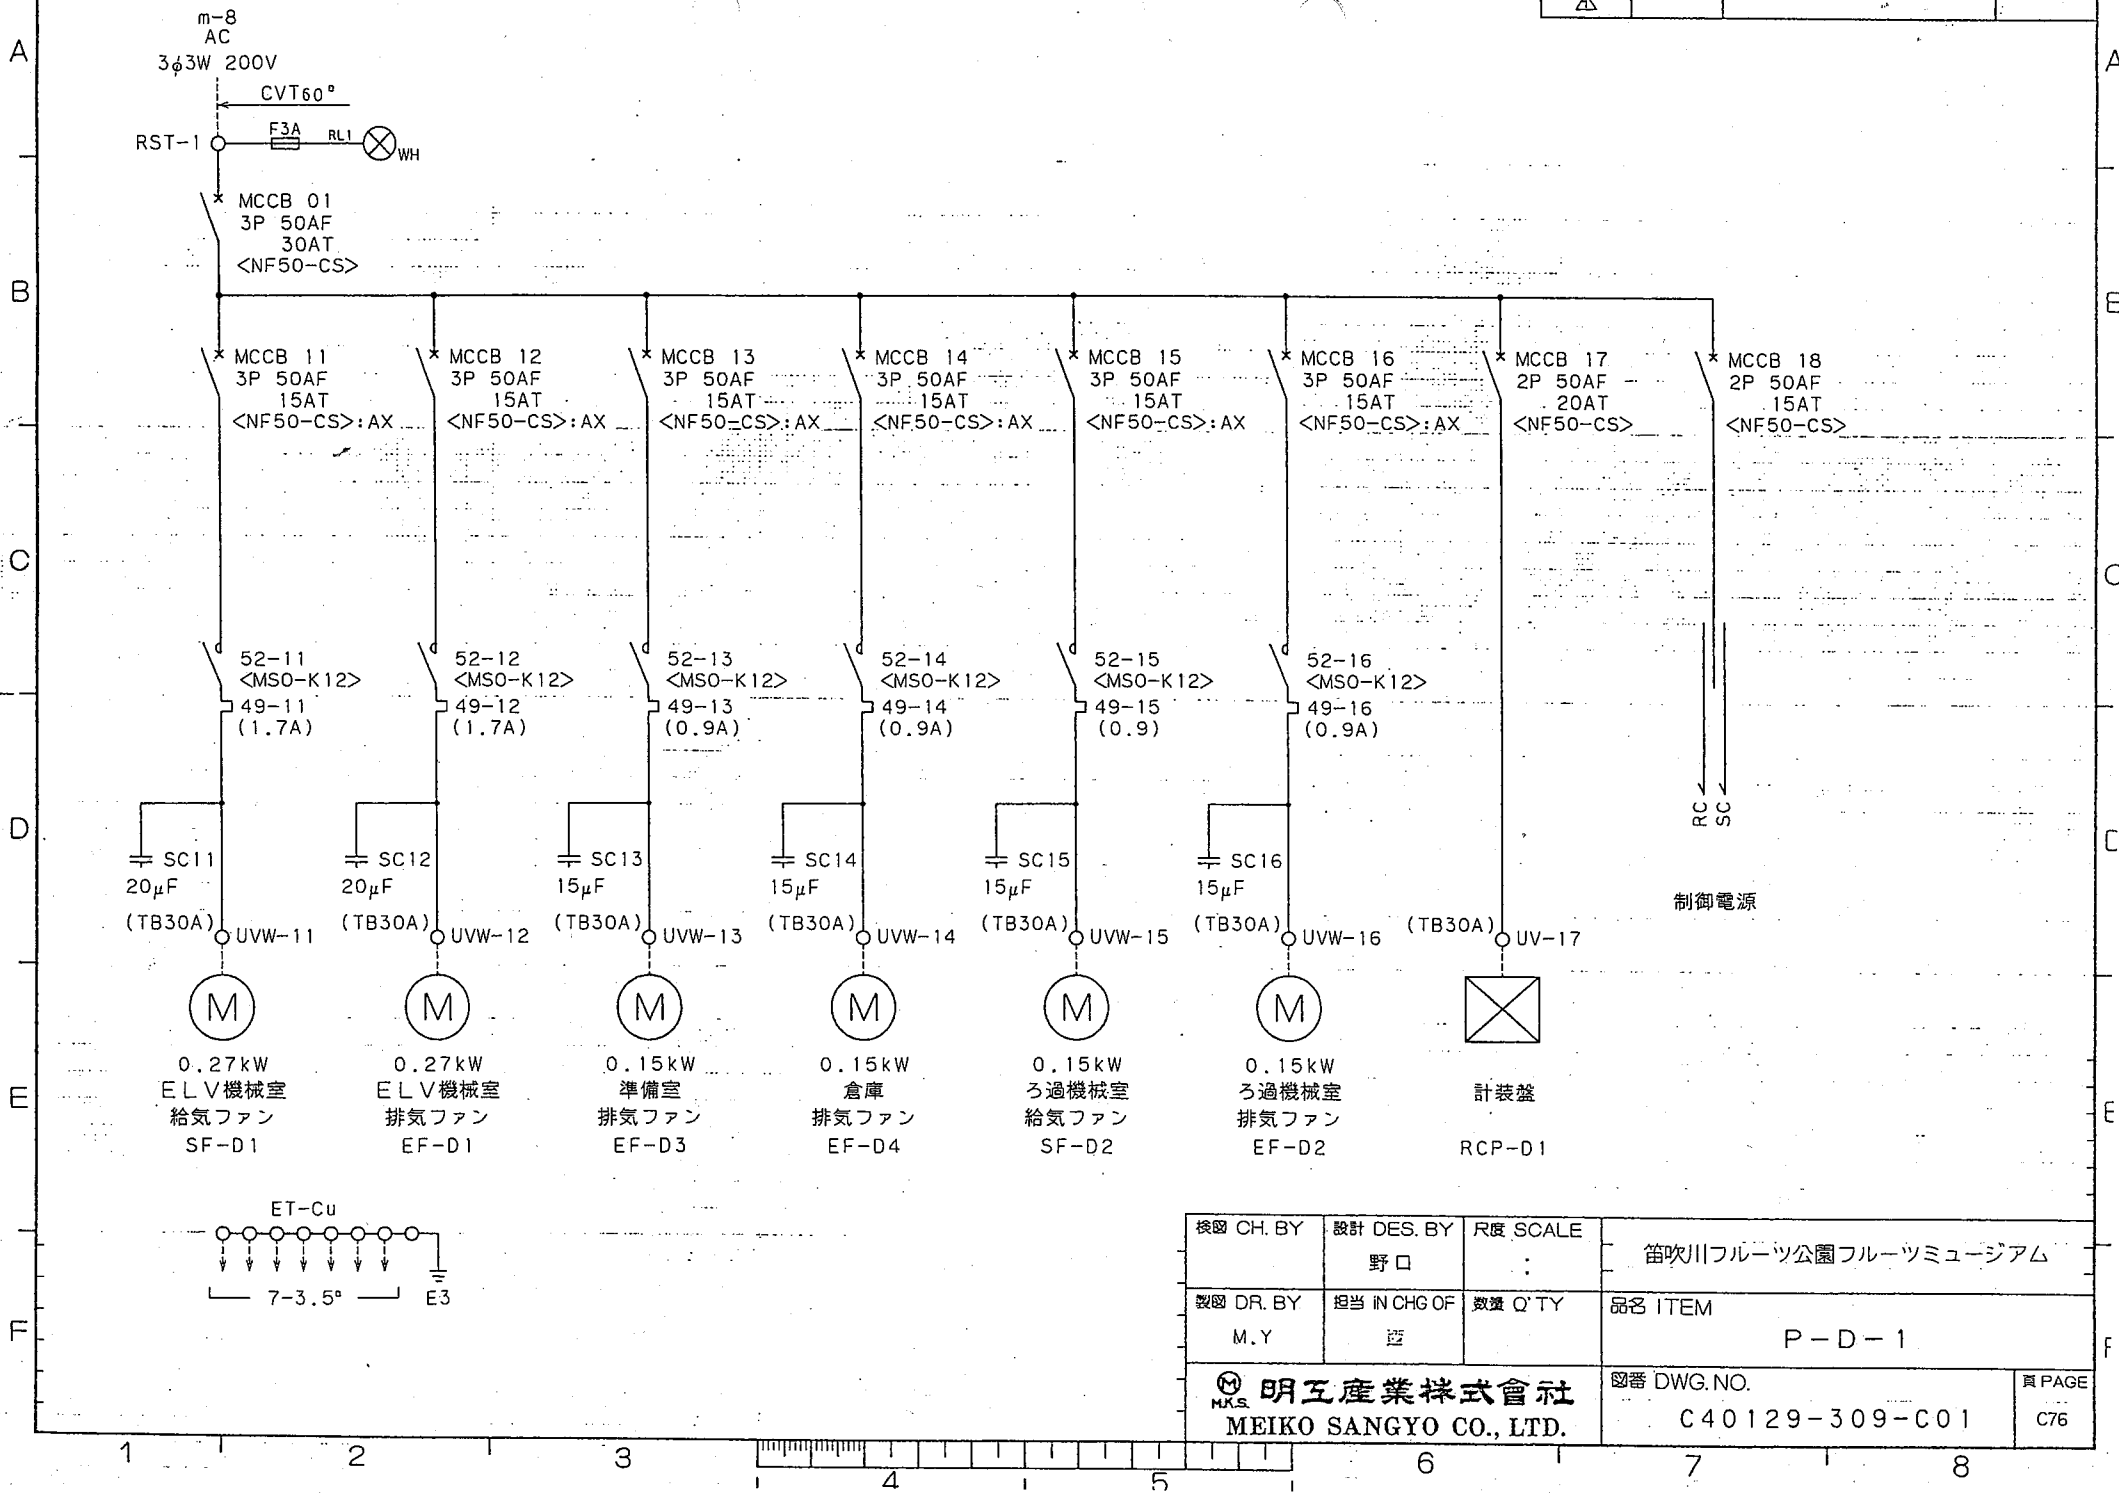 m-8
AC
3φ3W 200V
CVT60°
RST-1
F3A
RL1
WH
MCCB 01
3P 50AF
30AT
<NF50-CS>
MCCB 11
3P 50AF
15AT
<NF50-CS>:AX
MCCB 12
3P 50AF
15AT
<NF50-CS>:AX
MCCB 13
3P 50AF
15AT
<NF50-CS>:AX
MCCB 14
3P 50AF
15AT
<NF50-CS>:AX
MCCB 15
3P 50AF
15AT
<NF50-CS>:AX
MCCB 16
3P 50AF
15AT
<NF50-CS>:AX
MCCB 17
2P 50AF
20AT
<NF50-CS>
MCCB 18
2P 50AF
15AT
<NF50-CS>
52-11
<MSO-K12>
49-11
(1.7A)
52-12
<MSO-K12>
49-12
(1.7A)
52-13
<MSO-K12>
49-13
(0.9A)
52-14
<MSO-K12>
49-14
(0.9A)
52-15
<MSO-K12>
49-15
(0.9)
52-16
<MSO-K12>
49-16
(0.9A)
RC
SC
制御電源
SC11
20μF
(TB30A)
UVW-11
SC12
20μF
(TB30A)
UVW-12
SC13
15μF
(TB30A)
UVW-13
SC14
15μF
(TB30A)
UVW-14
SC15
15μF
(TB30A)
UVW-15
SC16
15μF
(TB30A)
UVW-16
(TB30A)
UV-17
M
0.27kW
ELV機械室
給気ファン
SF-D1
M
0.27kW
ELV機械室
排気ファン
EF-D1
M
0.15kW
準備室
排気ファン
EF-D3
M
0.15kW
倉庫
排気ファン
EF-D4
M
0.15kW
ろ過機械室
給気ファン
SF-D2
M
0.15kW
ろ過機械室
排気ファン
EF-D2
計装盤
RCP-D1
ET-Cu
7-3.5°
E3
検図 CH. BY
設計 DES. BY
野口
尺度 SCALE
:
笛吹川フルーツ公園フルーツミュージアム
製図 DR. BY
M.Y
担当 IN CHG OF
数量 Q'TY
品名 ITEM
P-D-1
M.K.S. 明工産業株式會社
MEIKO SANGYO CO., LTD.
図番 DWG. NO.
C40129-309-C01
頁 PAGE
C76
A
B
C
D
E
F
A
E
1
2
3
4
5
6
7
8